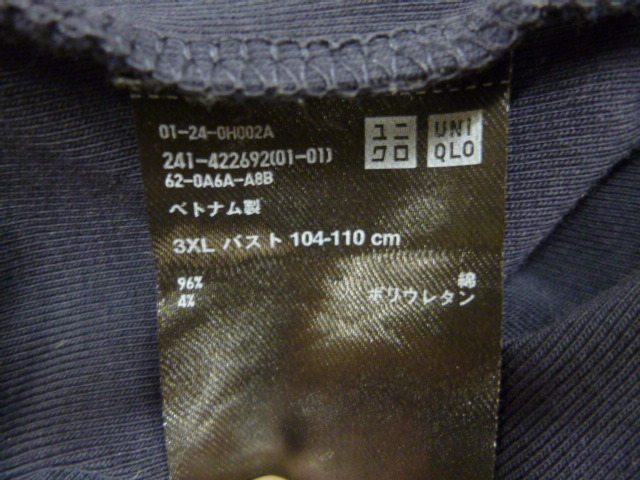 01-24-0H002A
ユニ
クロ
UNI
QLO
241-422692(01-01)
62-0A6A-A8B
ベトナム製
3XL バスト 104-110 cm
96% 綿
4% ポリウレタン